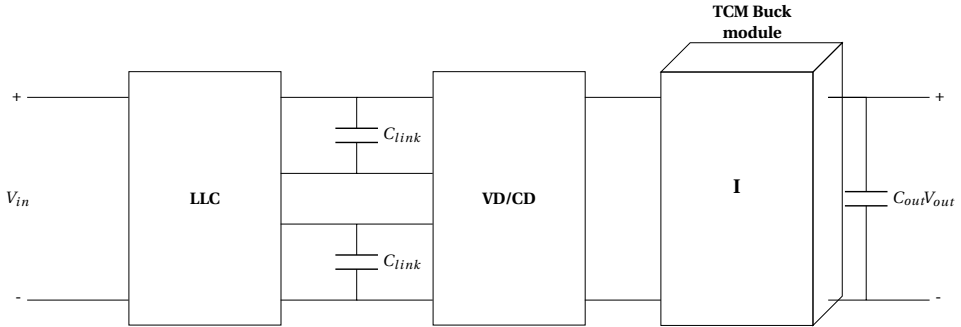 TCM Buck
module
+
+
C_link
V_in
LLC
VD/CD
I
C_out V_out
C_link
-
-